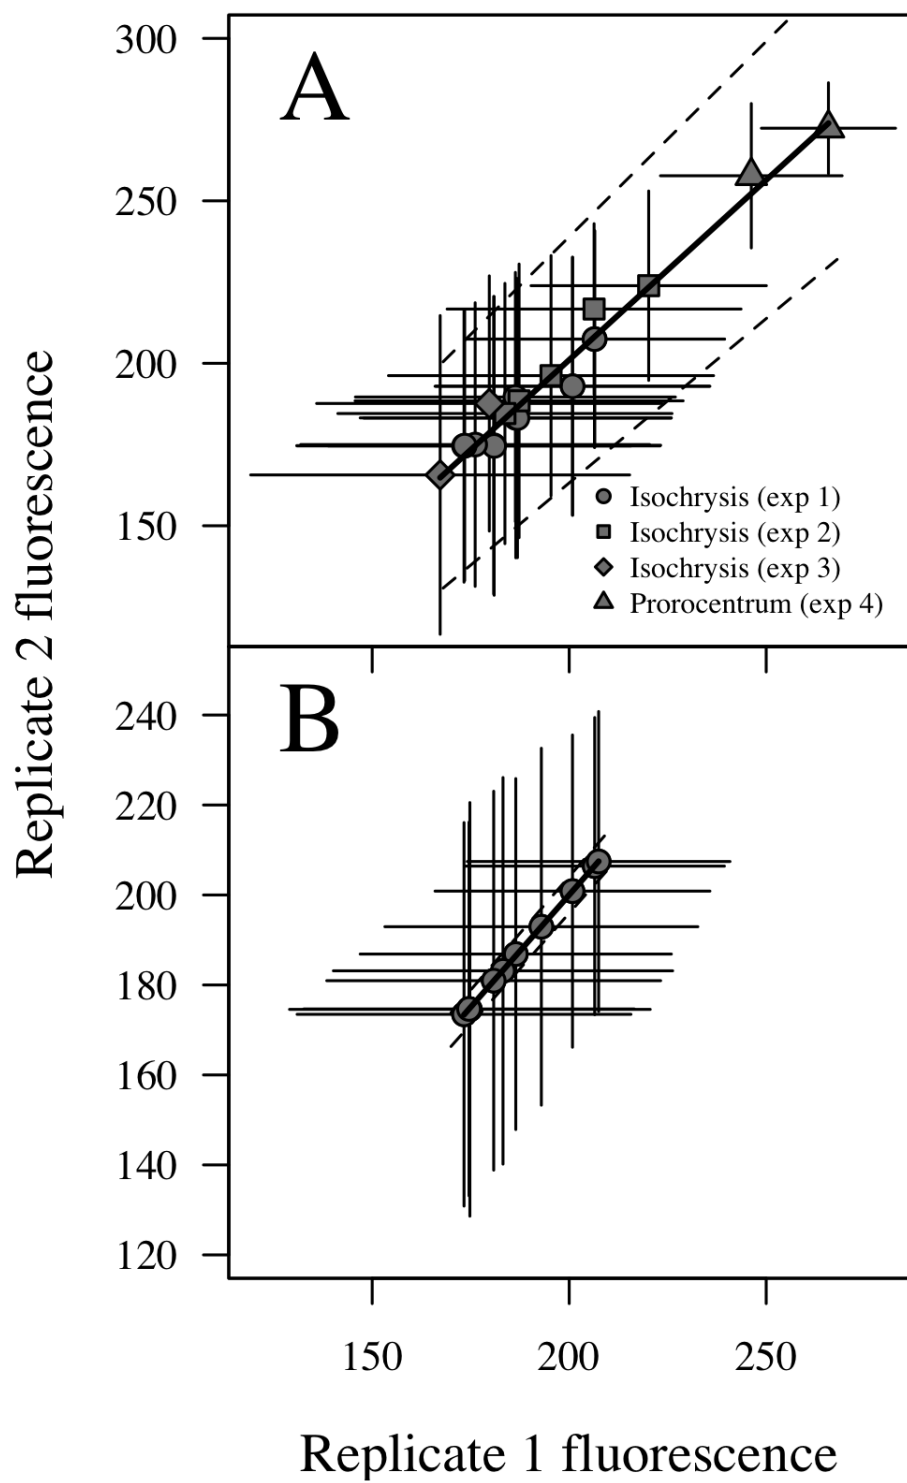 A
300
250
200
150
Isochrysis (exp 1)
Isochrysis (exp 2)
Isochrysis (exp 3)
Prorocentrum (exp 4)
Replicate 2 fluorescence
B
240
220
200
180
160
140
120
150 200 250
Replicate 1 fluorescence